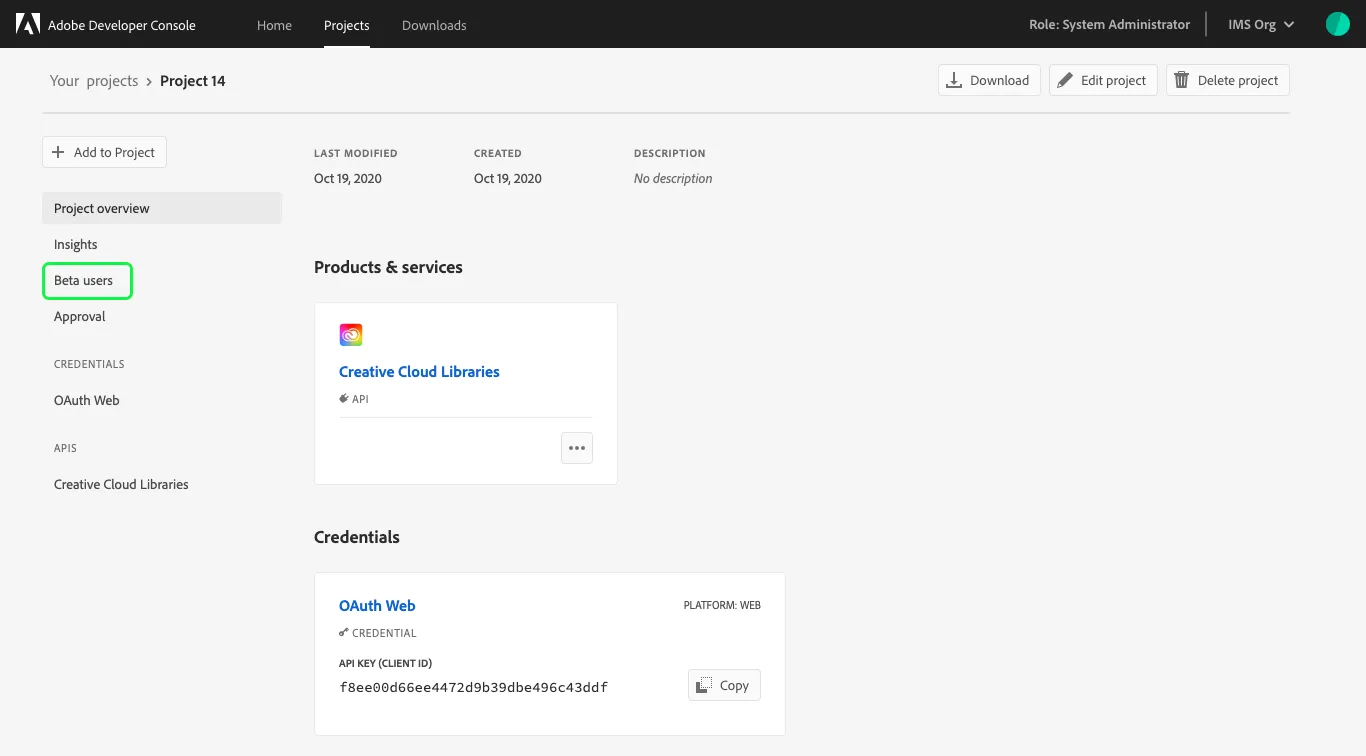 Adobe Developer Console Home Projects Downloads Role: System Administrator IMS Org
Your projects > Project 14 Download Edit project Delete project
+ Add to Project
Project overview
Insights
Beta users
Approval
CREDENTIALS
OAuth Web
APIS
Creative Cloud Libraries
LAST MODIFIED CREATED DESCRIPTION
Oct 19, 2020 Oct 19, 2020 No description
Products & services
Creative Cloud Libraries
API
Credentials
OAuth Web PLATFORM: WEB
CREDENTIAL
API KEY (CLIENT ID)
f8ee00d66ee4472d9b39dbe496c43ddf Copy